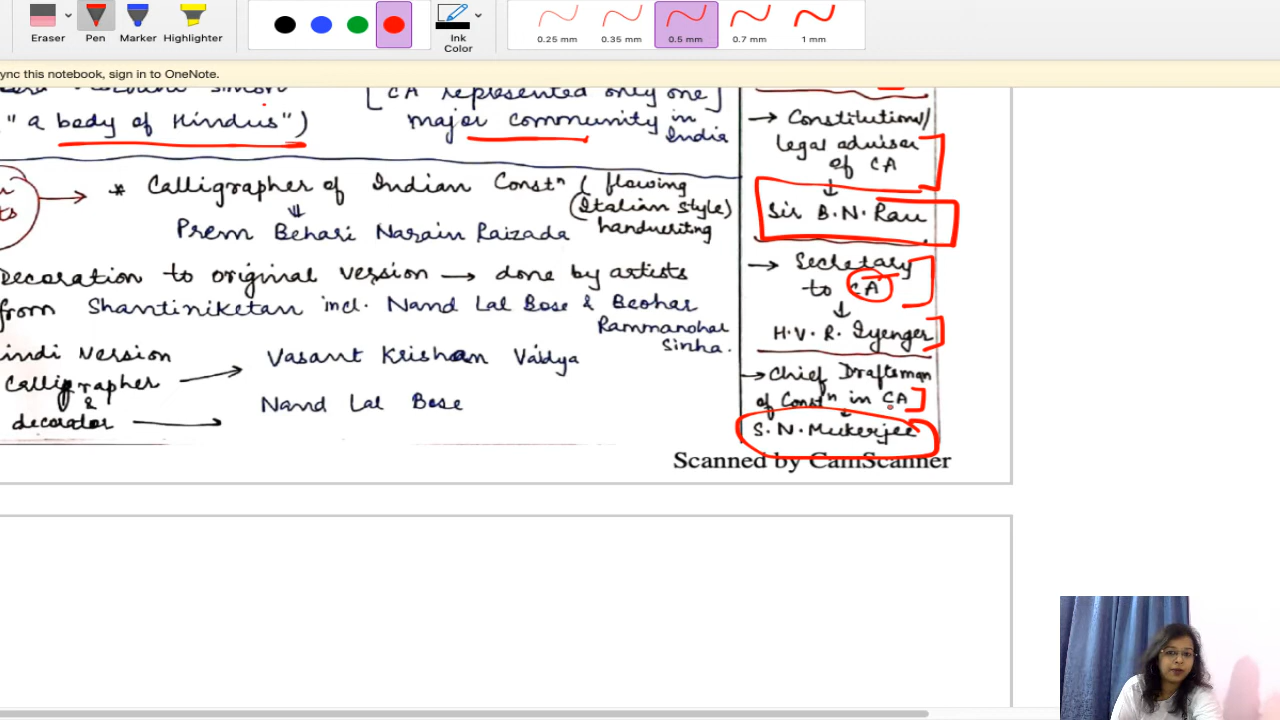 Eraser
Pen
Marker
Highlighter
Ink
Color
0.25 mm
0.35 mm
0.5 mm
0.7 mm
1 mm
sync this notebook, sign in to OneNote.
[CA represented only one]
"a body of Hindus")
major community in
India
* Calligrapher of Indian Constn (flowing
(Italian style)
handwriting
Prem Behari Narain Raizada
Decoration to original version → done by artists
from Shantiniketan incl. Nand Lal Bose & Beohar
Rammanohar
Sinha.
indi Version
Calligrapher → Vasant Krishan Vaidya
&
decorator → Nand Lal Bose
→ Constitution/
legal adviser
of CA
↓
Sir B.N. Rau
→ Secretary
to CA
↓
H.V.R. Iyenger
→ Chief Draftsman
of Constn in CA
↓
S.N. Mukerjee
Scanned by CamScanner